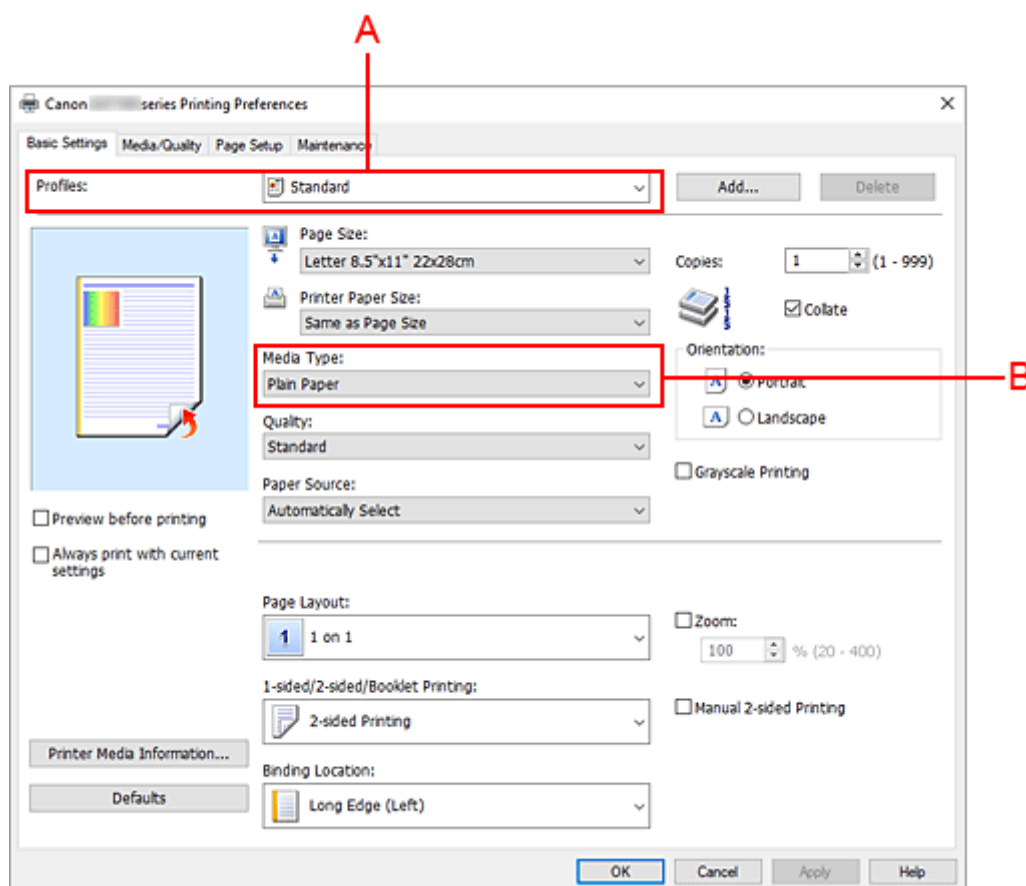 A
Canon series Printing Preferences
Basic Settings Media/Quality Page Setup Maintenance
Profiles: Standard Add... Delete
Page Size:
Letter 8.5"x11" 22x28cm
Copies: 1 (1 - 999)
Printer Paper Size:
Same as Page Size
Collate
Media Type:
Plain Paper
B
Orientation:
Portrait
Landscape
Quality:
Standard
Grayscale Printing
Paper Source:
Automatically Select
Preview before printing
Always print with current
settings
Page Layout:
1 on 1
Zoom:
100 % (20 - 400)
1-sided/2-sided/Booklet Printing:
2-sided Printing
Manual 2-sided Printing
Printer Media Information...
Binding Location:
Long Edge (Left)
Defaults
OK Cancel Apply Help